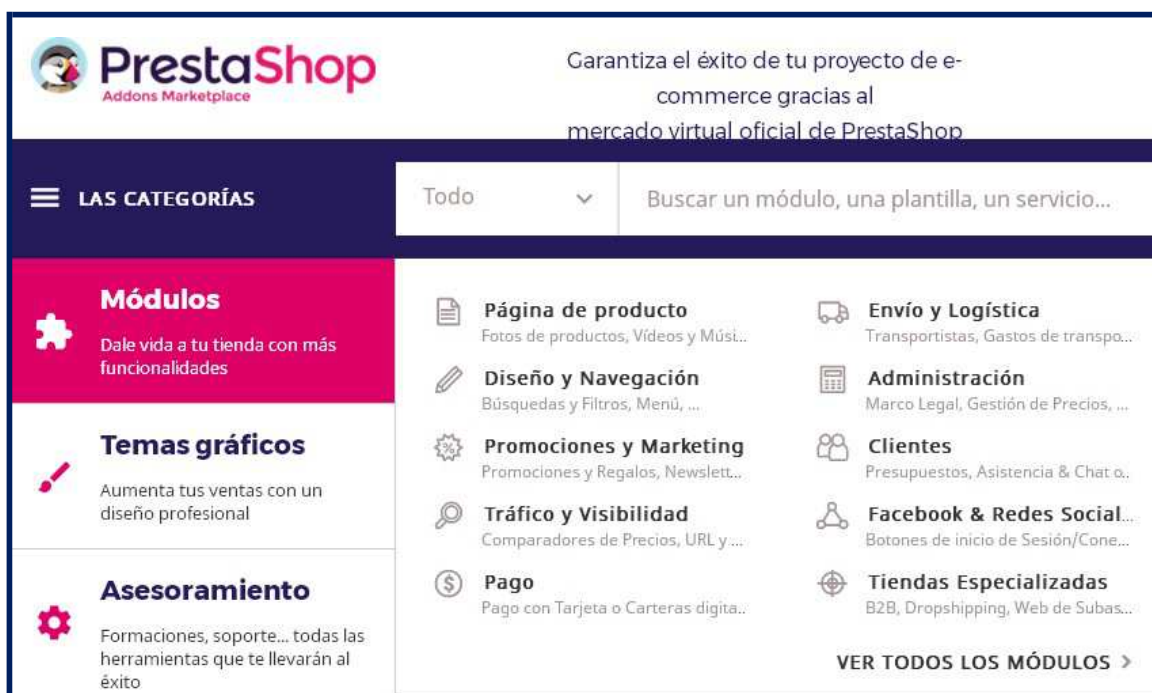 PrestaShop
Addons Marketplace
Garantiza el éxito de tu proyecto de e-
commerce gracias al
mercado virtual oficial de PrestaShop
LAS CATEGORÍAS
Todo
Buscar un módulo, una plantilla, un servicio...
Módulos
Dale vida a tu tienda con más
funcionalidades
Temas gráficos
Aumenta tus ventas con un
diseño profesional
Asesoramiento
Formaciones, soporte... todas las
herramientas que te llevarán al
éxito
Página de producto
Fotos de productos, Vídeos y Músi...
Diseño y Navegación
Búsquedas y Filtros, Menú, ...
Promociones y Marketing
Promociones y Regalos, Newslett...
Tráfico y Visibilidad
Comparadores de Precios, URL y ...
Pago
Pago con Tarjeta o Carteras digita...
Envío y Logística
Transportistas, Gastos de transpo...
Administración
Marco Legal, Gestión de Precios, ...
Clientes
Presupuestos, Asistencia & Chat o...
Facebook & Redes Social...
Botones de inicio de Sesión/Cone...
Tiendas Especializadas
B2B, Dropshipping, Web de Subas...
VER TODOS LOS MÓDULOS >